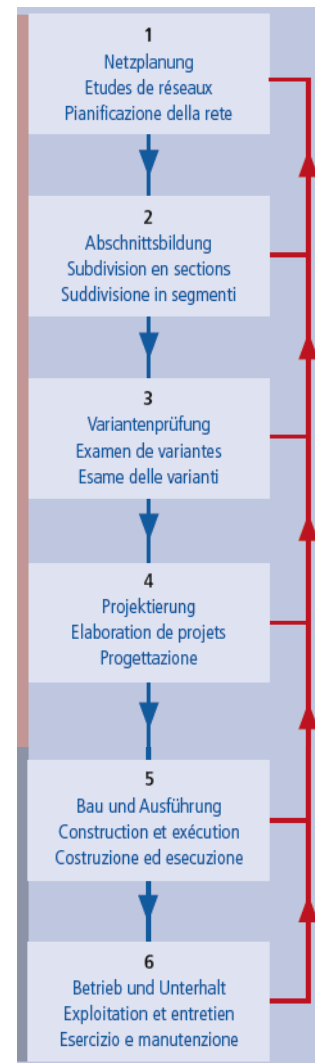 1
Netzplanung
Etudes de réseaux
Pianificazione della rete
2
Abschnittsbildung
Subdivision en sections
Suddivisione in segmenti
3
Variantenprüfung
Examen de variantes
Esame delle varianti
4
Projektierung
Elaboration de projets
Progettazione
5
Bau und Ausführung
Construction et exécution
Costruzione ed esecuzione
6
Betrieb und Unterhalt
Exploitation et entretien
Esercizio e manutenzione